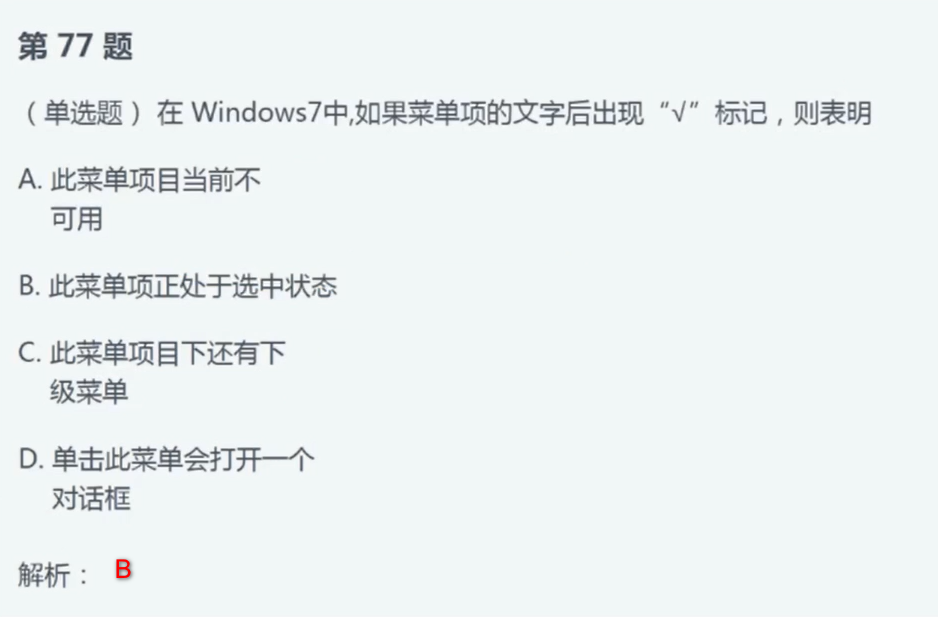 第 77 题
（单选题）在 Windows7中,如果菜单项的文字后出现“√”标记，则表明
A. 此菜单项目当前不
可用
B. 此菜单项正处于选中状态
C. 此菜单项目下还有下
级菜单
D. 单击此菜单会打开一个
对话框
解析： B